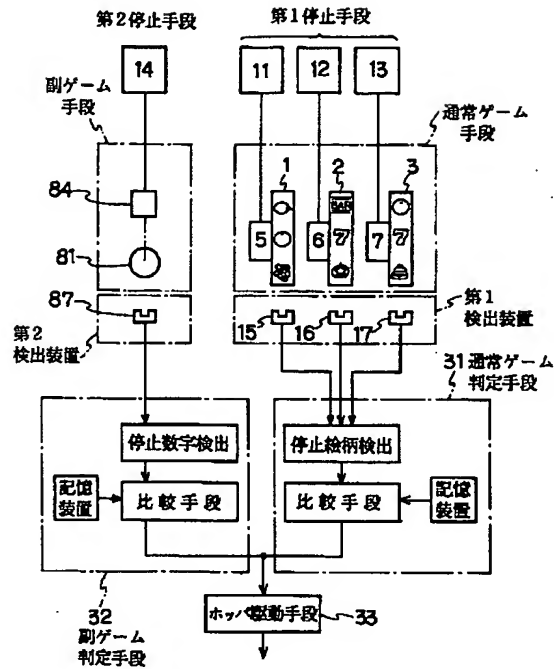 第2停止手段
第1停止手段
14
11
12
13
副ゲーム
手段
通常ゲーム
手段
1
2
3
84
BAR
5
6
7
7
7
81
87
第2
検出装置
15
16
17
第1
検出装置
31 通常ゲーム
判定手段
停止数字検出
停止絵柄検出
記憶
装置
比較手段
比較手段
記憶
装置
32
副ゲーム
判定手段
ホッパ駆動手段
33